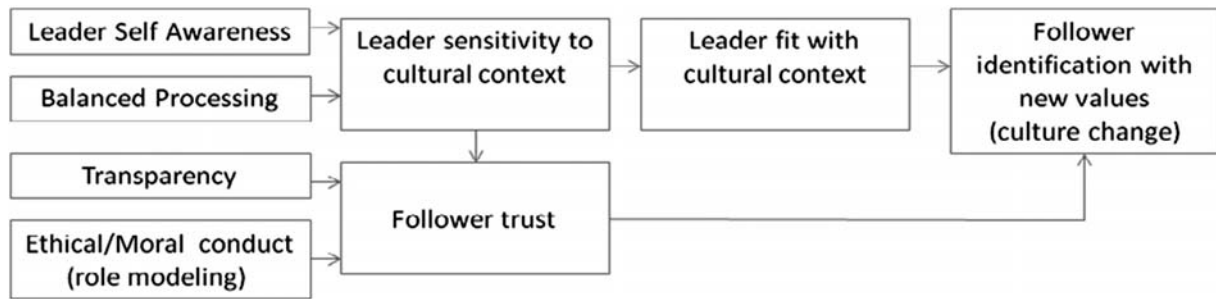 Leader Self Awareness
Balanced Processing
Transparency
Ethical/Moral conduct
(role modeling)
Leader sensitivity to
cultural context
Follower trust
Leader fit with
cultural context
Follower
identification with
new values
(culture change)